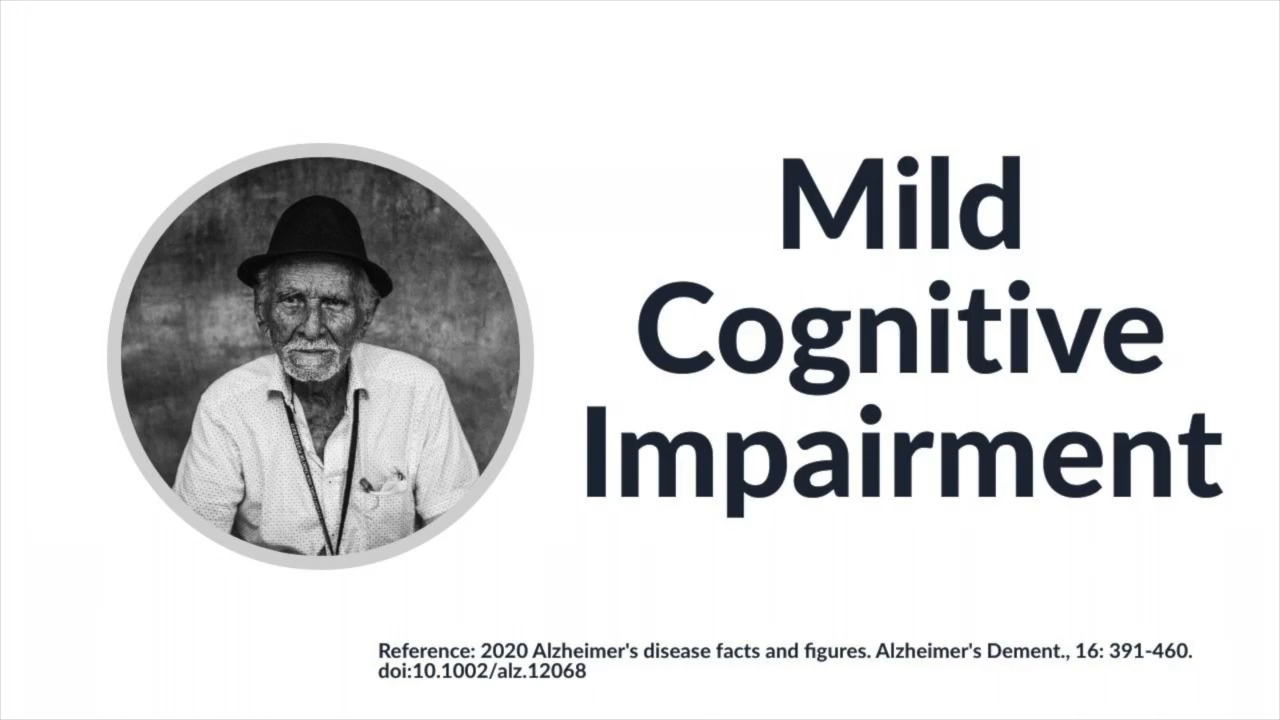 Mild
Cognitive
Impairment
Reference: 2020 Alzheimer's disease facts and figures. Alzheimer's Dement., 16: 391-460.
doi:10.1002/alz.12068